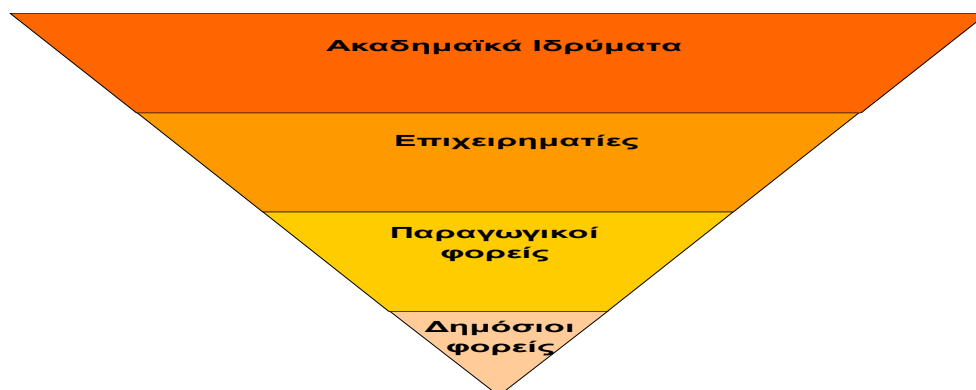 Ακαδημαϊκά Ιδρύματα
Επιχειρηματίες
Παραγωγικοί
φορείς
Δημόσιοι
φορείς